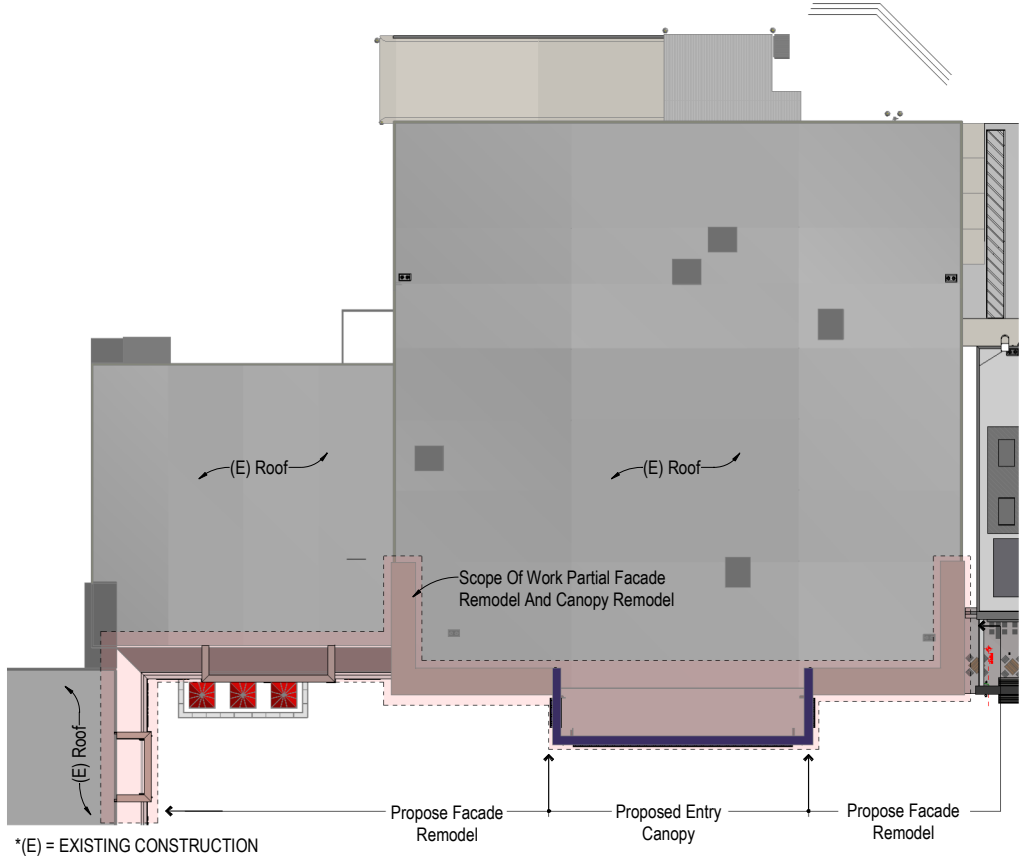 (E) Roof
(E) Roof
Scope Of Work Partial Facade
Remodel And Canopy Remodel
(E) Roof
Propose Facade
Remodel
Proposed Entry
Canopy
Propose Facade
Remodel
*(E) = EXISTING CONSTRUCTION